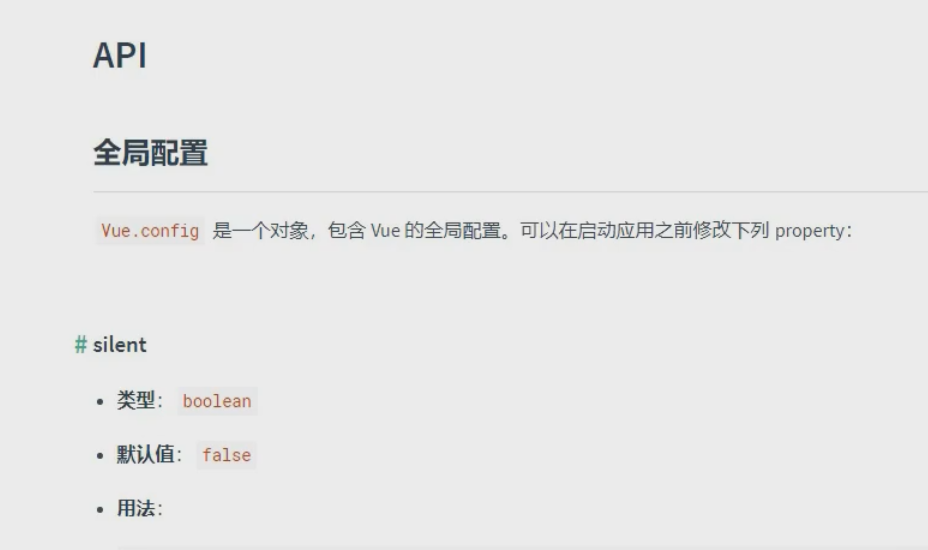 API
全局配置
Vue.config 是一个对象，包含 Vue 的全局配置。可以在启动应用之前修改下列 property：
# silent
• 类型： boolean
• 默认值： false
• 用法：